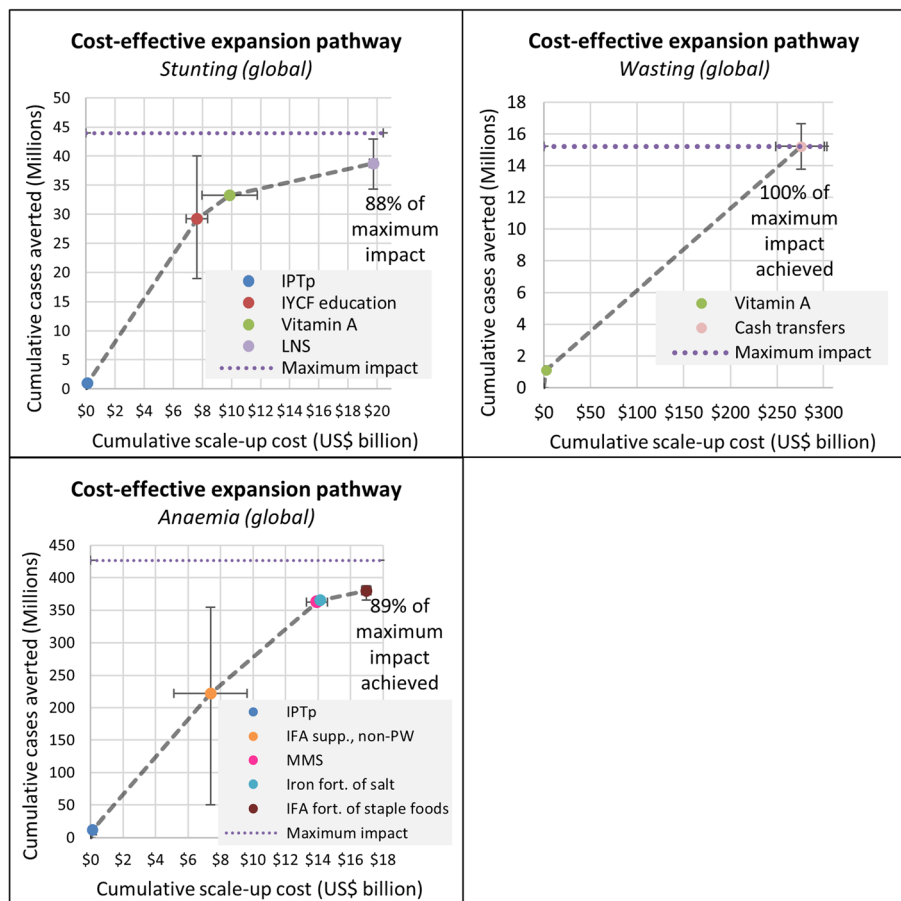 Cost-effective expansion pathway
Stunting (global)
Cumulative cases averted (Millions)
50
45
40
35
30
25
20
15
10
5
0
88% of
maximum
impact
IPTp
IYCF education
Vitamin A
LNS
Maximum impact
$0 $2 $4 $6 $8 $10 $12 $14 $16 $18 $20
Cumulative scale-up cost (US$ billion)
Cost-effective expansion pathway
Wasting (global)
Cumulative cases averted (Millions)
18
16
14
12
10
8
6
4
2
0
100% of
maximum
impact
achieved
Vitamin A
Cash transfers
Maximum impact
$0 $50 $100 $150 $200 $250 $300
Cumulative scale-up cost (US$ billion)
Cost-effective expansion pathway
Anaemia (global)
Cumulative cases averted (Millions)
450
400
350
300
250
200
150
100
50
0
89% of
maximum
impact
achieved
IPTp
IFA supp., non-PW
MMS
Iron fort. of salt
IFA fort. of staple foods
Maximum impact
$0 $2 $4 $6 $8 $10 $12 $14 $16 $18
Cumulative scale-up cost (US$ billion)